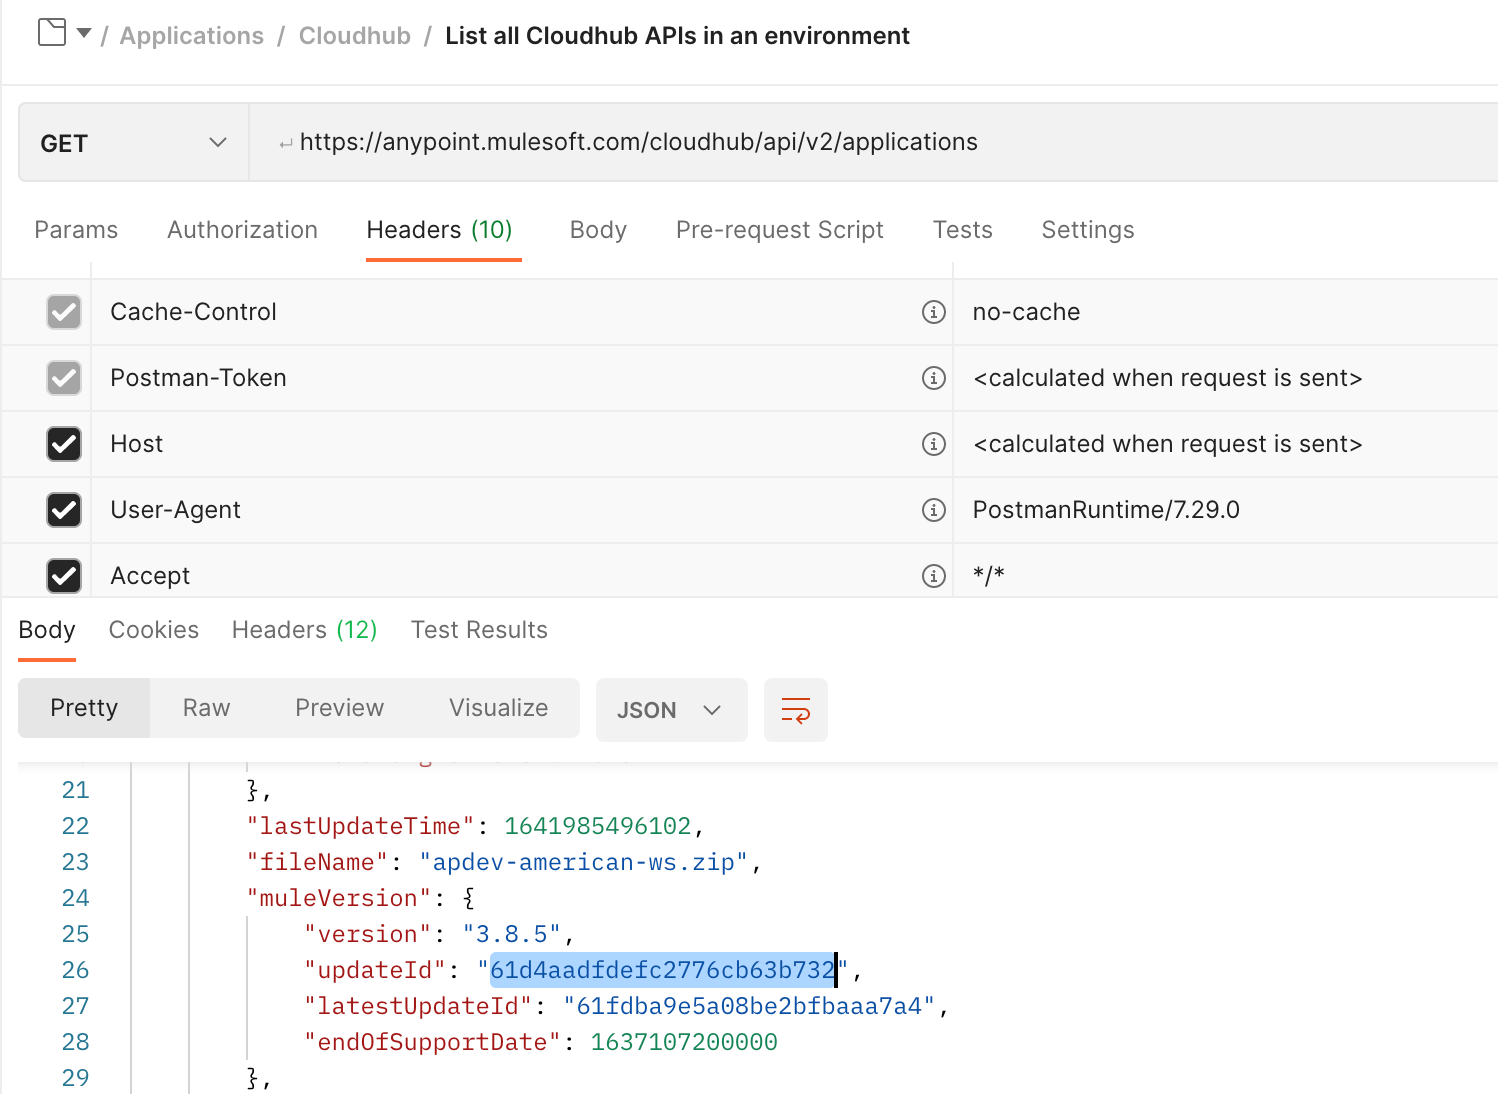 / Applications / Cloudhub / List all Cloudhub APIs in an environment
GET https://anypoint.mulesoft.com/cloudhub/api/v2/applications
Params Authorization Headers (10) Body Pre-request Script Tests Settings
Cache-Control no-cache
Postman-Token <calculated when request is sent>
Host <calculated when request is sent>
User-Agent PostmanRuntime/7.29.0
Accept */*
Body Cookies Headers (12) Test Results
Pretty Raw Preview Visualize JSON
21 },
22 "lastUpdateTime": 1641985496102,
23 "fileName": "apdev-american-ws.zip",
24 "muleVersion": {
25 "version": "3.8.5",
26 "updateId": "61d4aadfdefc2776cb63b732",
27 "latestUpdateId": "61fdba9e5a08be2bfbaaa7a4",
28 "endOfSupportDate": 1637107200000
29 },